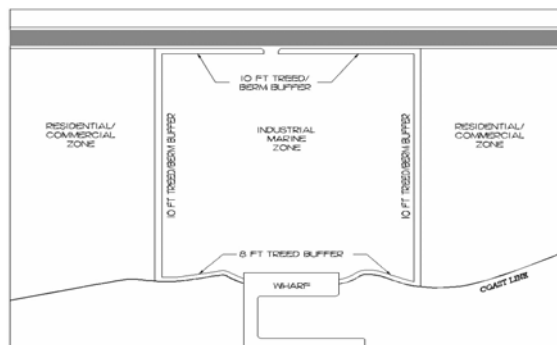 10 FT TREED/
BERM BUFFER
RESIDENTIAL/
COMMERCIAL
ZONE
10 FT TREED/BERM BUFFER
INDUSTRIAL
MARINE
ZONE
10 FT TREED/BERM BUFFER
RESIDENTIAL/
COMMERCIAL
ZONE
8 FT TREED BUFFER
WHARF
COAST LINE